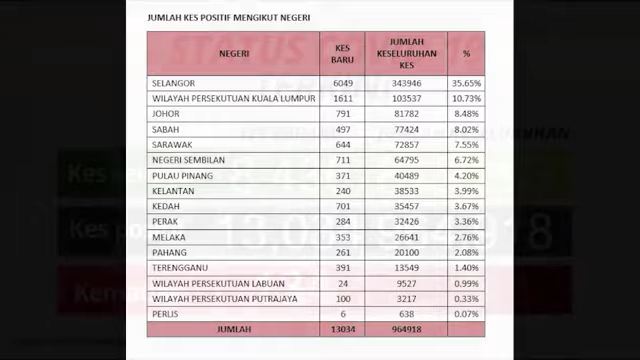 JUMLAH KES POSITIF MENGIKUT NEGERI
NEGERI KES BARU JUMLAH KESELURUHAN KES %
SELANGOR 6049 343946 35.65%
WILAYAH PERSEKUTUAN KUALA LUMPUR 1611 103537 10.73%
JOHOR 791 81782 8.48%
SABAH 497 77424 8.02%
SARAWAK 644 72857 7.55%
NEGERI SEMBILAN 711 64795 6.72%
PULAU PINANG 371 40489 4.20%
KELANTAN 240 38533 3.99%
KEDAH 701 35457 3.67%
PERAK 284 32426 3.36%
MELAKA 353 26641 2.76%
PAHANG 261 20100 2.08%
TERENGGANU 391 13549 1.40%
WILAYAH PERSEKUTUAN LABUAN 24 9527 0.99%
WILAYAH PERSEKUTUAN PUTRAJAYA 100 3217 0.33%
PERLIS 6 638 0.07%
JUMLAH 13034 964918